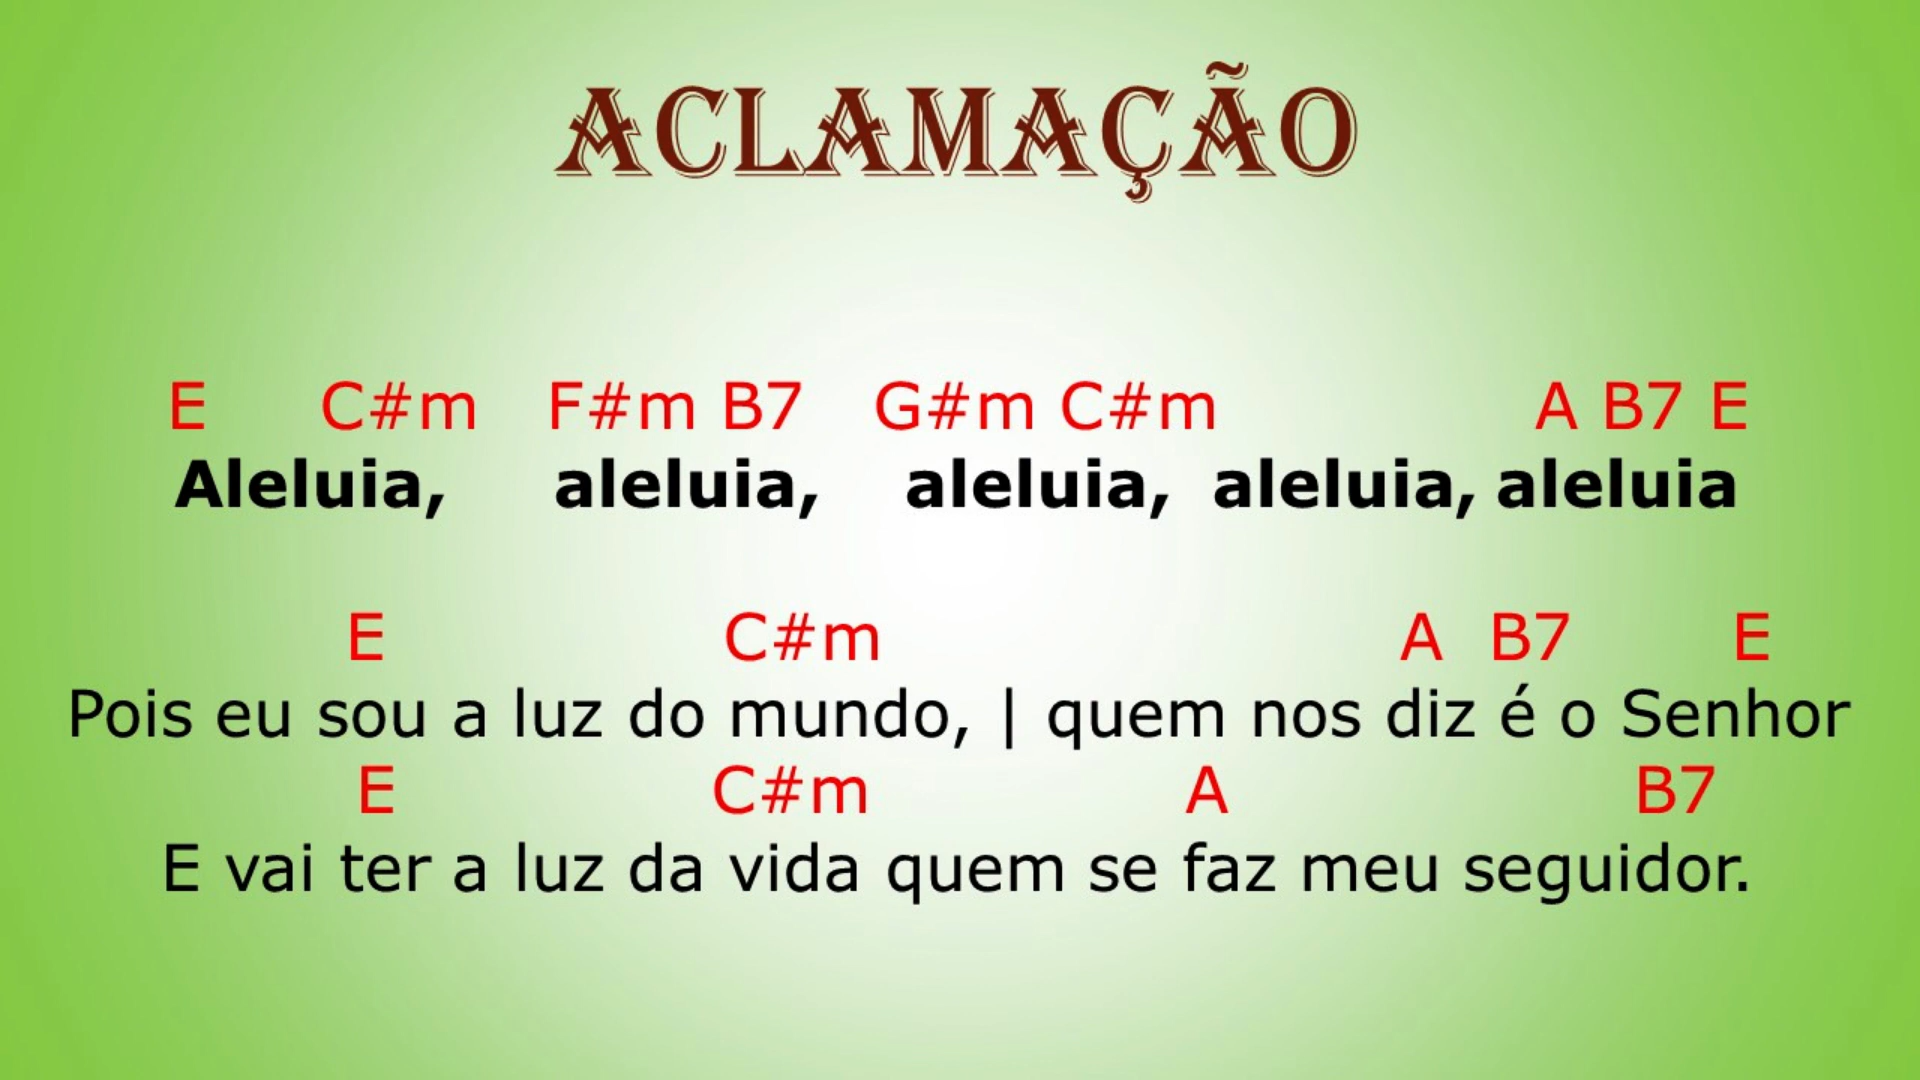 ACLAMAÇÃO
E C#m F#m B7 G#m C#m A B7 E
Aleluia, aleluia, aleluia, aleluia, aleluia
E C#m A B7 E
Pois eu sou a luz do mundo, | quem nos diz é o Senhor
E C#m A B7
E vai ter a luz da vida quem se faz meu seguidor.